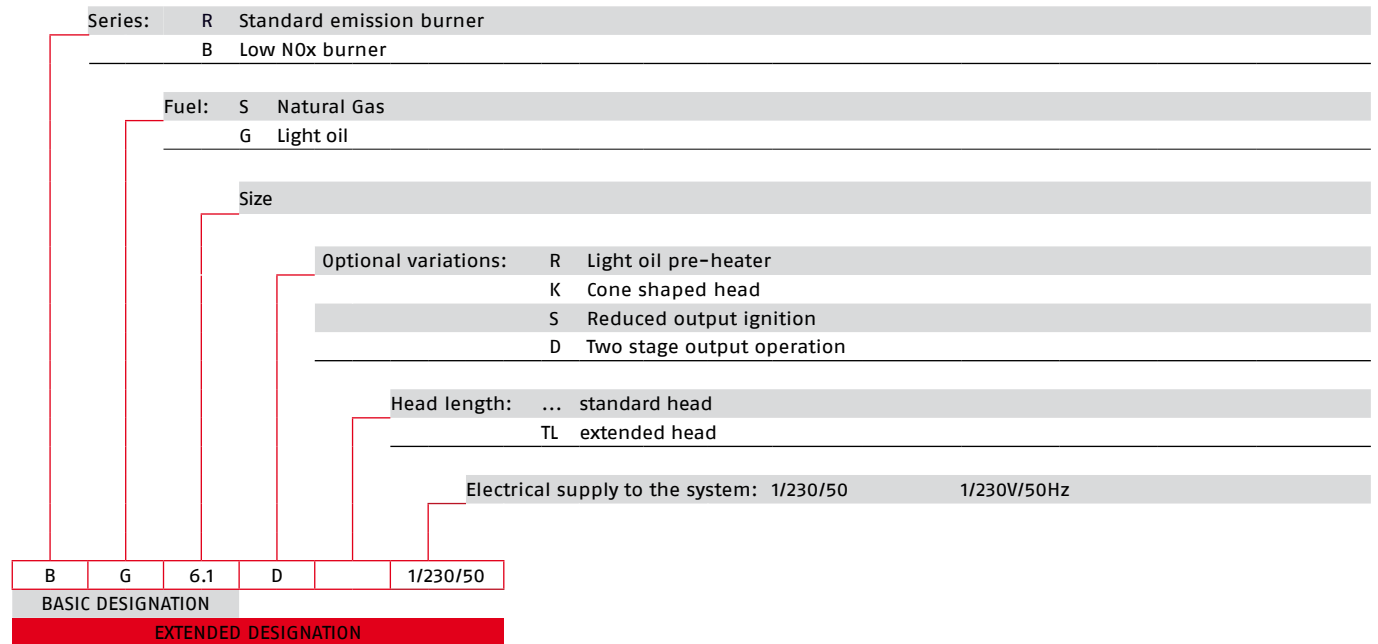 Series: R Standard emission burner
B Low N0x burner
Fuel: S Natural Gas
G Light oil
Size
Optional variations: R Light oil pre-heater
K Cone shaped head
S Reduced output ignition
D Two stage output operation
Head length: ... standard head
TL extended head
Electrical supply to the system: 1/230/50 1/230V/50Hz
B G 6.1 D 1/230/50
BASIC DESIGNATION
EXTENDED DESIGNATION